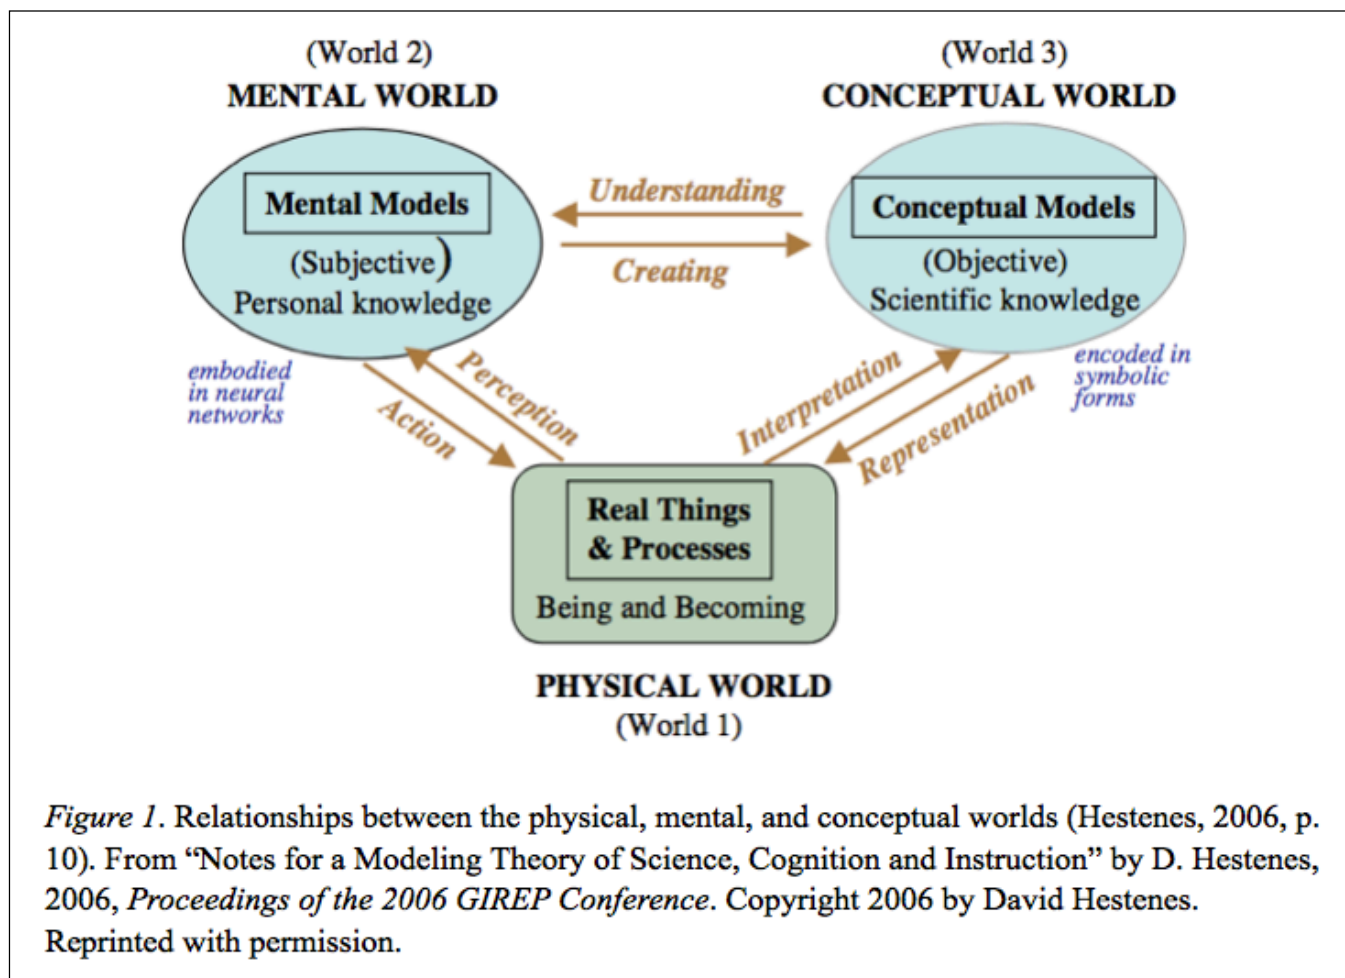 (World 2)
MENTAL WORLD
(World 3)
CONCEPTUAL WORLD
Mental Models
(Subjective)
Personal knowledge
Understanding
Creating
Conceptual Models
(Objective)
Scientific knowledge
embodied
in neural
networks
Action
Perception
Interpretation
Representation
encoded in
symbolic
forms
Real Things
& Processes
Being and Becoming
PHYSICAL WORLD
(World 1)
Figure 1. Relationships between the physical, mental, and conceptual worlds (Hestenes, 2006, p.
10). From “Notes for a Modeling Theory of Science, Cognition and Instruction” by D. Hestenes,
2006, Proceedings of the 2006 GIREP Conference. Copyright 2006 by David Hestenes.
Reprinted with permission.